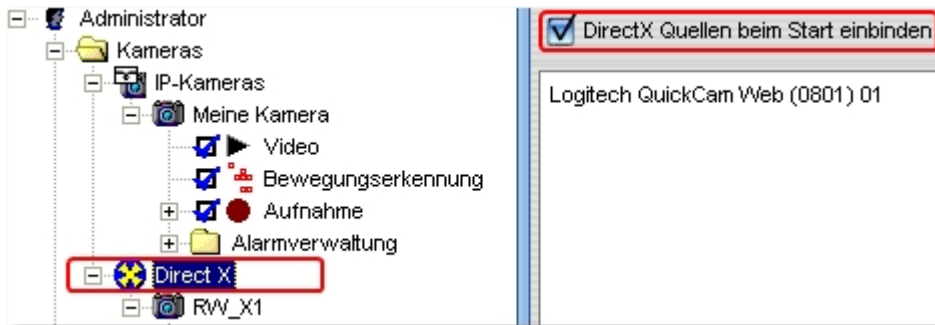 Administrator
Kameras
IP-Kameras
Meine Kamera
Video
Bewegungserkennung
Aufnahme
Alarmverwaltung
Direct X
RW_X1
DirectX Quellen beim Start einbinden
Logitech QuickCam Web (0801) 01